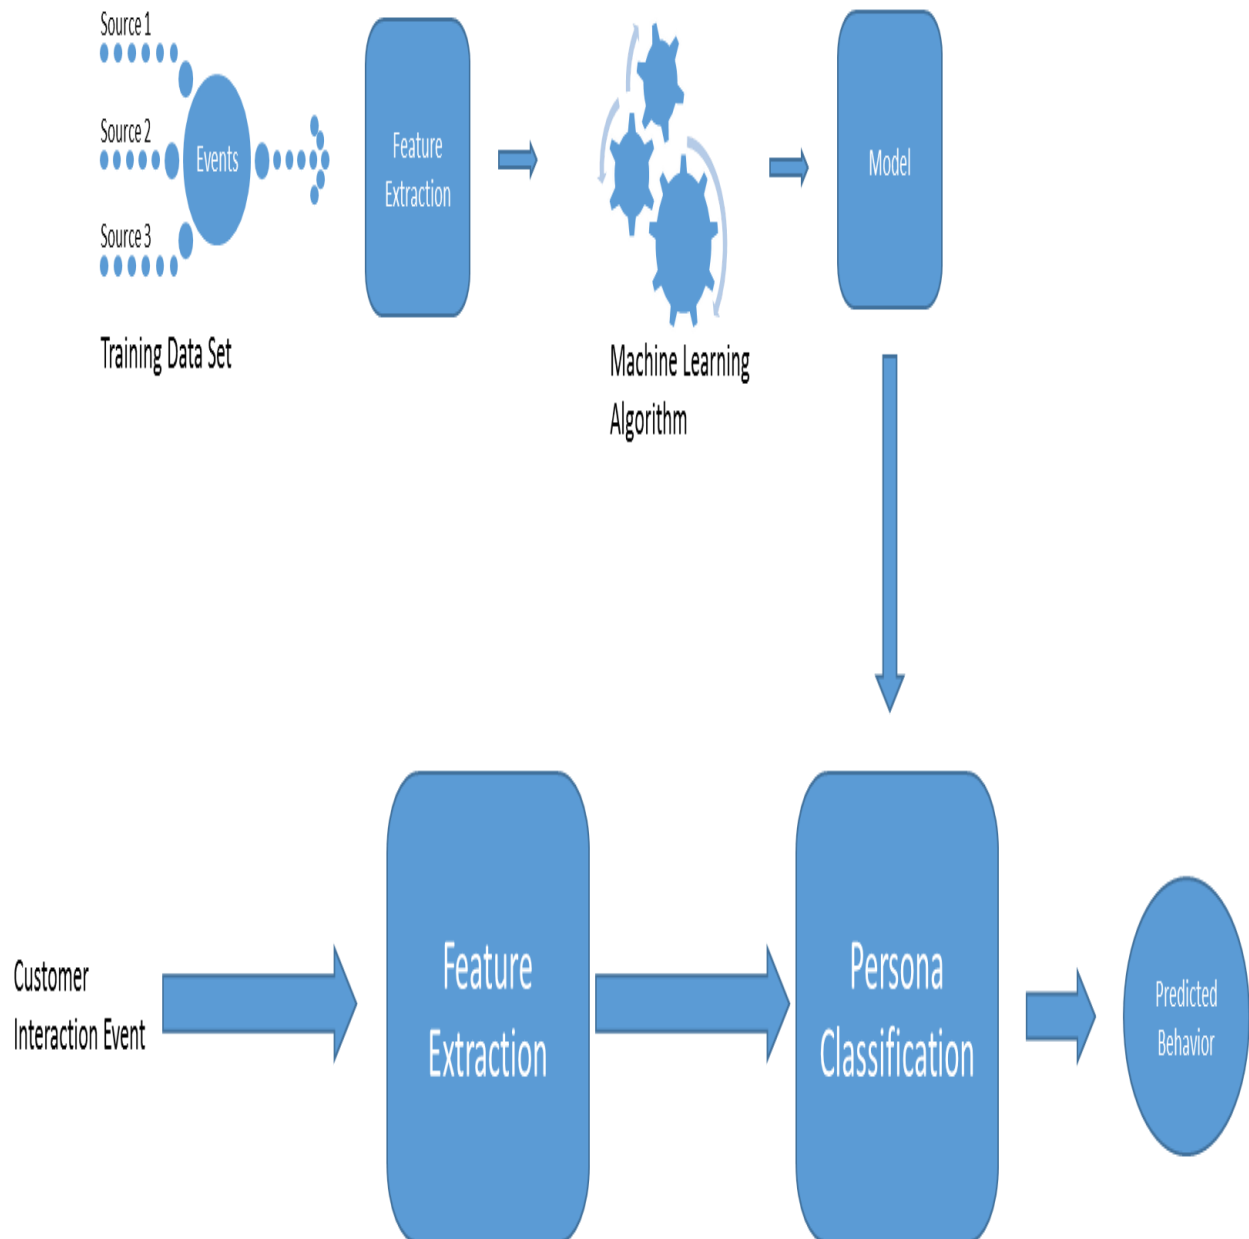 Source 1
Source 2
Events
Source 3
Training Data Set
Feature
Extraction
Machine Learning
Algorithm
Model
Customer
Interaction Event
Feature
Extraction
Persona
Classification
Predicted
Behavior